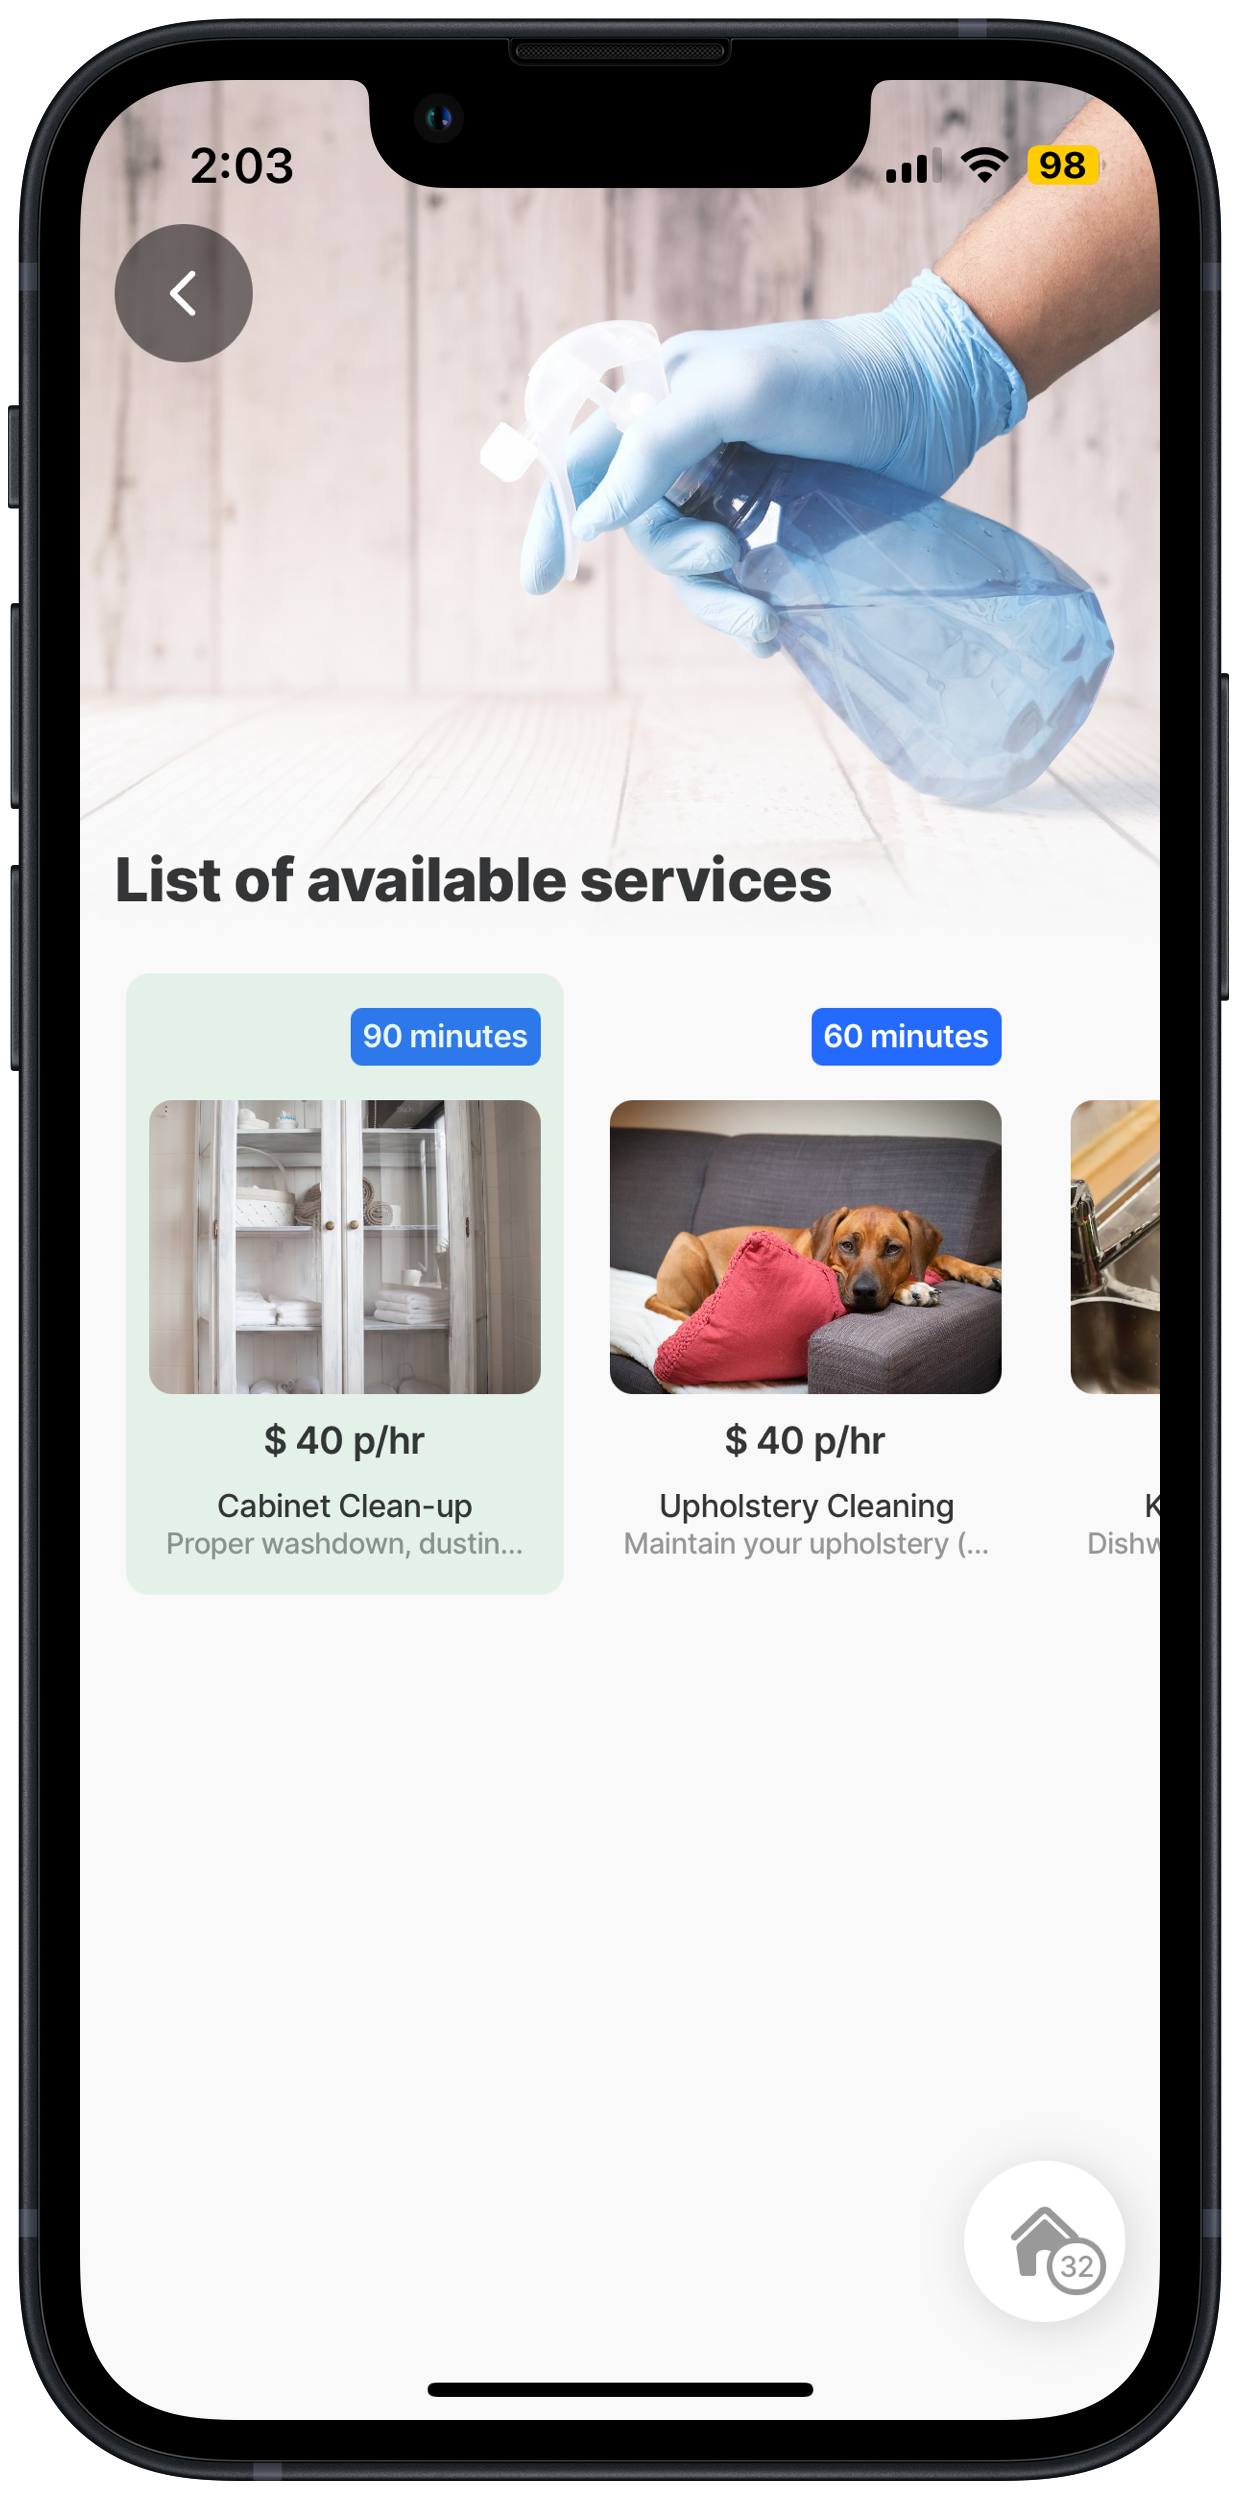 2:03
98
List of available services
90 minutes
60 minutes
$ 40 p/hr
$ 40 p/hr
Cabinet Clean-up
Upholstery Cleaning
K
Proper washdown, dustin...
Maintain your upholstery (...
Dishw
32